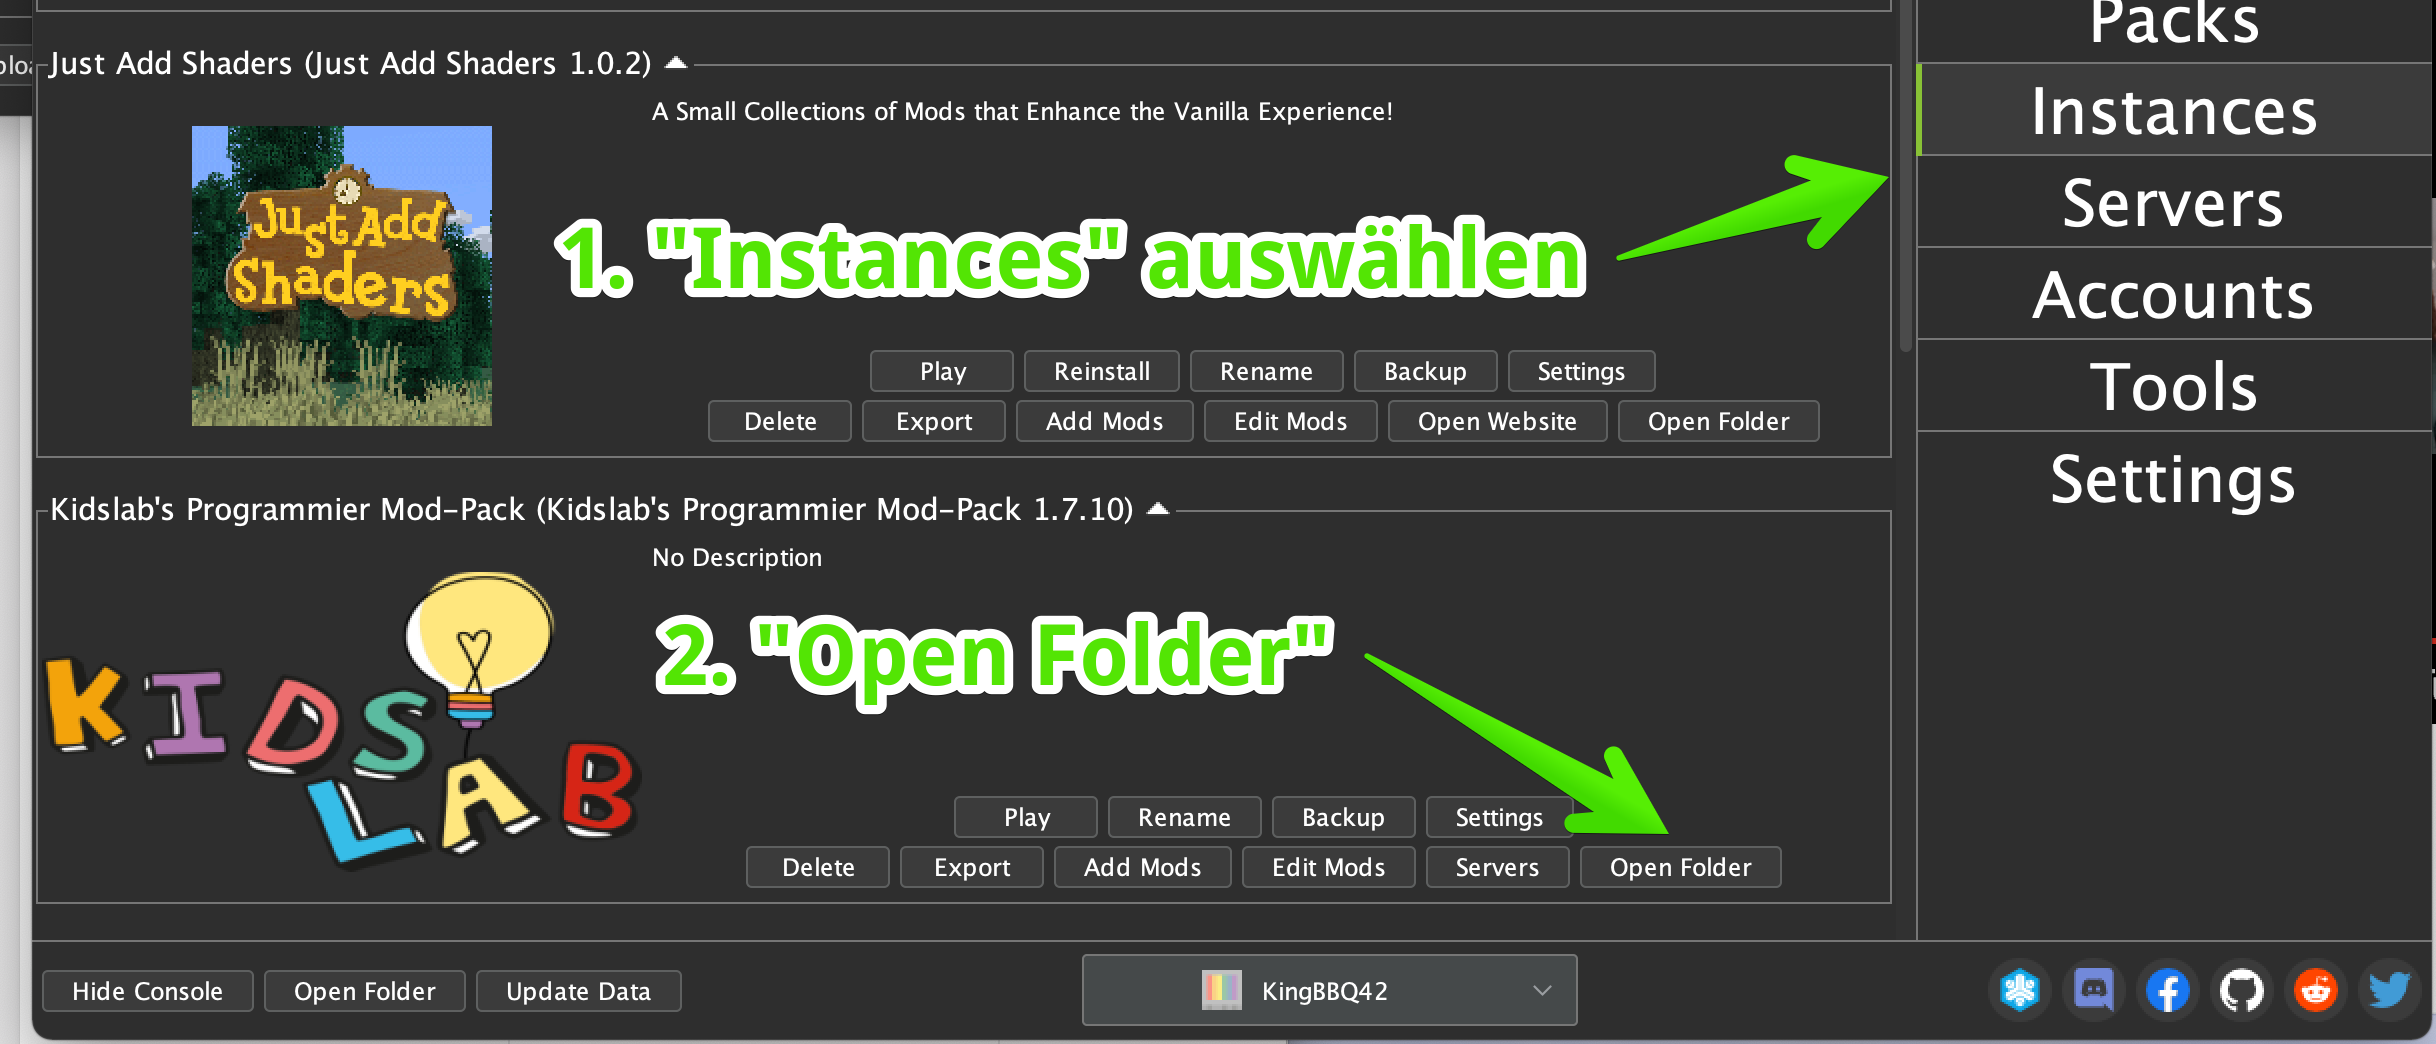 Packs
Just Add Shaders (Just Add Shaders 1.0.2)
A Small Collections of Mods that Enhance the Vanilla Experience!
Instances
Just Add
Shaders
1. "Instances" auswählen
Servers
Accounts
Play Reinstall Rename Backup Settings
Delete Export Add Mods Edit Mods Open Website Open Folder
Tools
Settings
Kidslab's Programmier Mod-Pack (Kidslab's Programmier Mod-Pack 1.7.10)
No Description
2. "Open Folder"
KIDS
LAB
Play Rename Backup Settings
Delete Export Add Mods Edit Mods Servers Open Folder
Hide Console Open Folder Update Data KingBBQ42